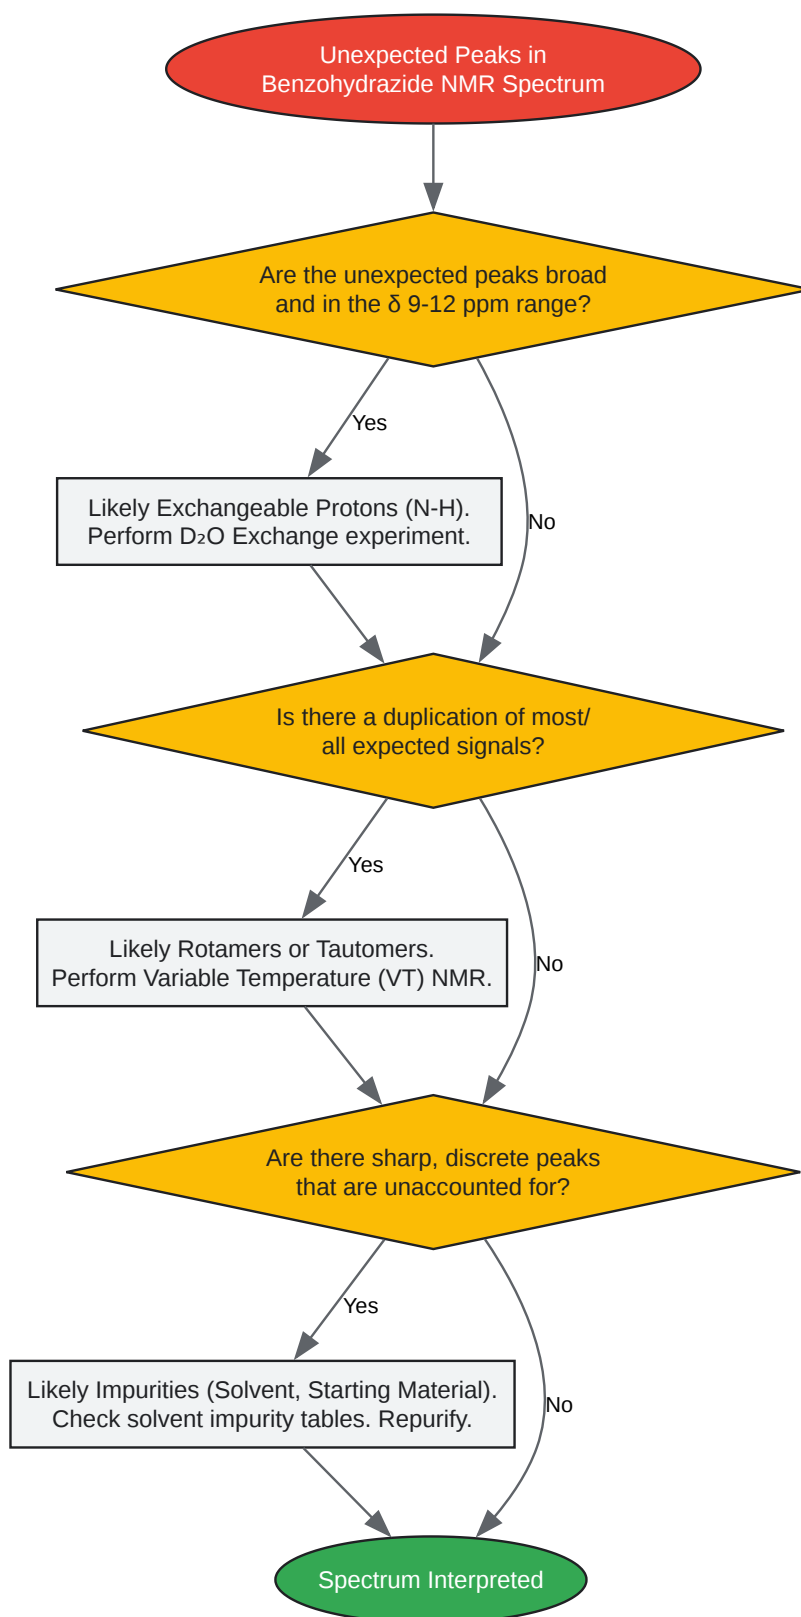 Unexpected Peaks in
Benzohydrazide NMR Spectrum
Are the unexpected peaks broad
and in the δ 9-12 ppm range?
Yes
No
Likely Exchangeable Protons (N-H).
Perform D₂O Exchange experiment.
Is there a duplication of most/
all expected signals?
Yes
No
Likely Rotamers or Tautomers.
Perform Variable Temperature (VT) NMR.
Are there sharp, discrete peaks
that are unaccounted for?
Yes
No
Likely Impurities (Solvent, Starting Material).
Check solvent impurity tables. Repurify.
Spectrum Interpreted